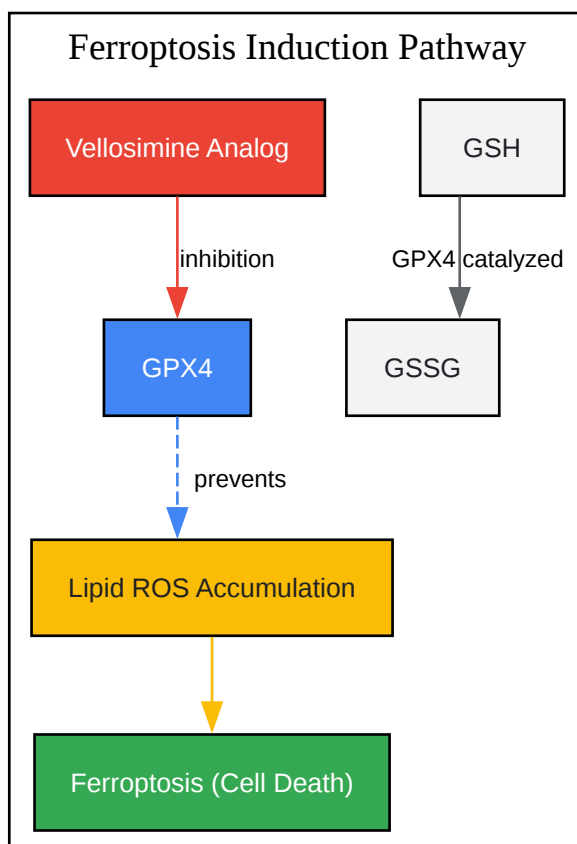 Ferroptosis Induction Pathway
Vellosimine Analog
GSH
inhibition
GPX4 catalyzed
GPX4
GSSG
prevents
Lipid ROS Accumulation
Ferroptosis (Cell Death)